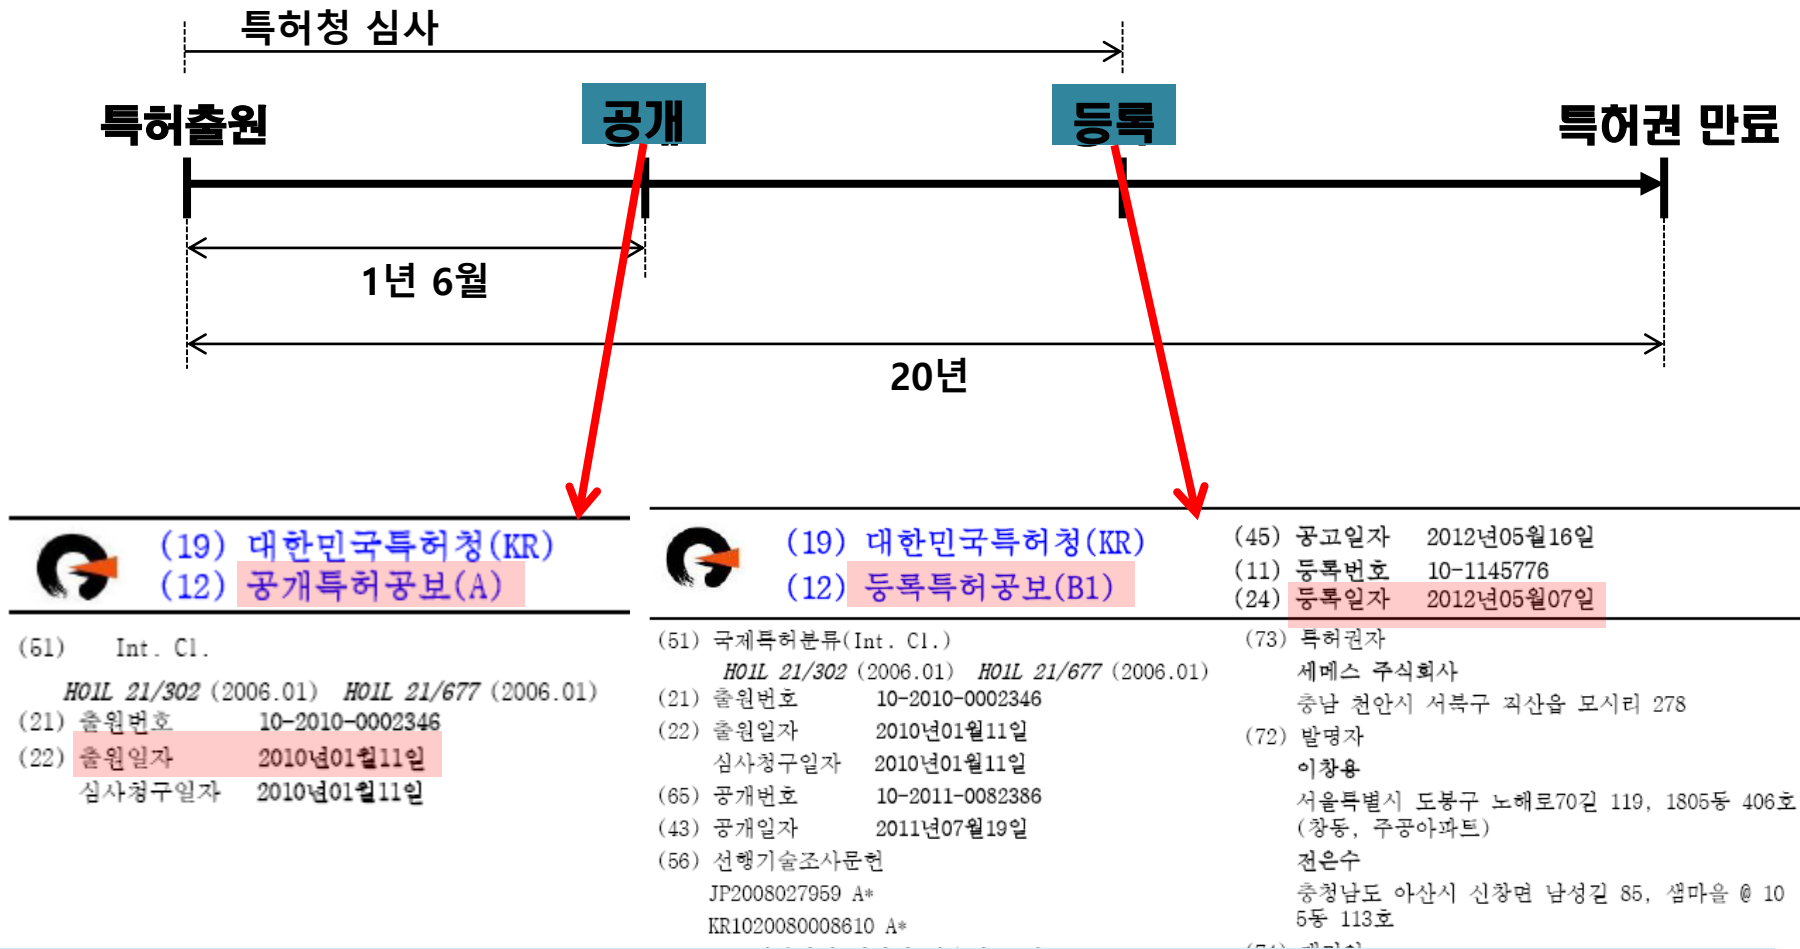 특허청 심사
특허출원
공개
등록
특허권 만료
1년 6월
20년
(19) 대한민국특허청(KR)
(12) 공개특허공보(A)
(51) Int. Cl.
H01L 21/302 (2006.01) H01L 21/677 (2006.01)
(21) 출원번호 10-2010-0002346
(22) 출원일자 2010년01월11일
심사청구일자 2010년01월11일
(19) 대한민국특허청(KR)
(12) 등록특허공보(B1)
(45) 공고일자 2012년05월16일
(11) 등록번호 10-1145776
(24) 등록일자 2012년05월07일
(51) 국제특허분류(Int. Cl.)
H01L 21/302 (2006.01) H01L 21/677 (2006.01)
(21) 출원번호 10-2010-0002346
(22) 출원일자 2010년01월11일
심사청구일자 2010년01월11일
(65) 공개번호 10-2011-0082386
(43) 공개일자 2011년07월19일
(56) 선행기술조사문헌
JP2008027959 A*
KR1020080008610 A*
(73) 특허권자
세메스 주식회사
충남 천안시 서북구 직산읍 모시리 278
(72) 발명자
이창용
서울특별시 도봉구 노해로70길 119, 1805동 406호
(창동, 주공아파트)
전은수
충청남도 아산시 신창면 남성길 85, 샘마을 @ 10
5동 113호